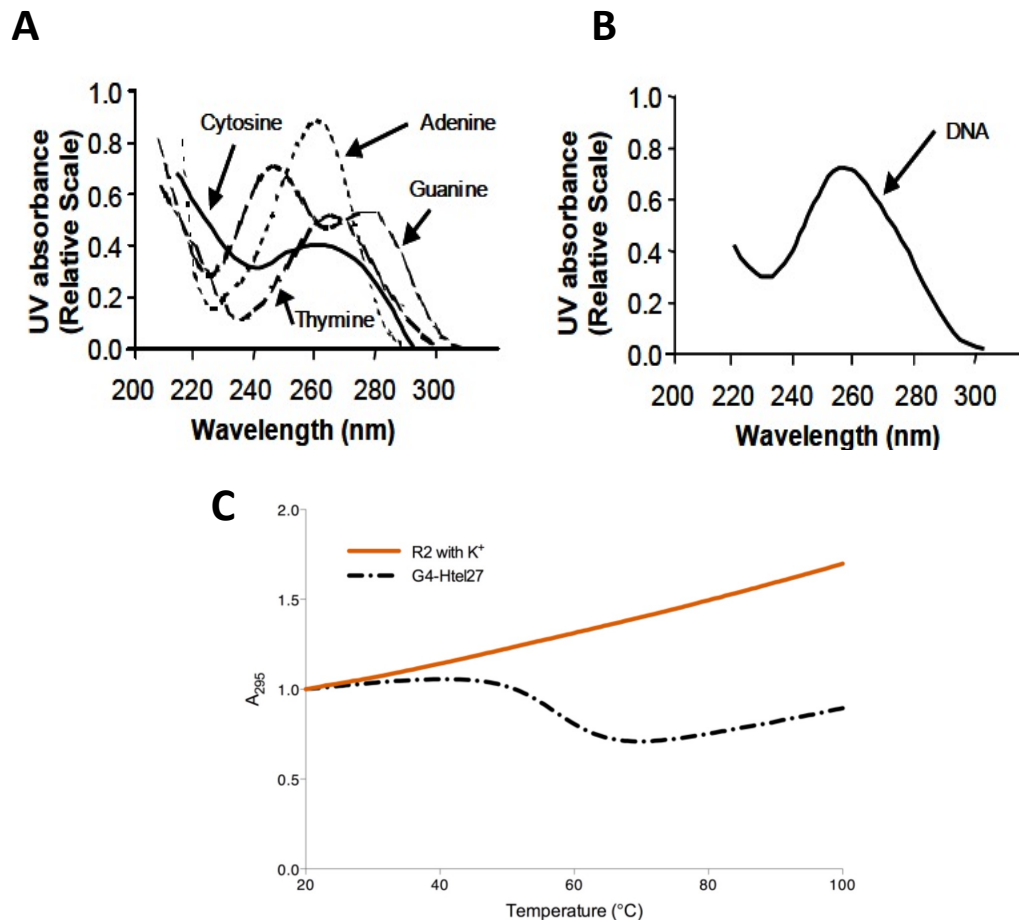 A
B
UV absorbance
(Relative Scale)
1.0
0.8
0.6
0.4
0.2
0.0
Cytosine
Adenine
Guanine
Thymine
200 220 240 260 280 300
Wavelength (nm)
UV absorbance
(Relative Scale)
1.0
0.8
0.6
0.4
0.2
0.0
DNA
200 220 240 260 280 300
Wavelength (nm)
C
A295
2.0
1.5
1.0
0.5
0.0
R2 with K+
G4-Htel27
20 40 60 80 100
Temperature (°C)